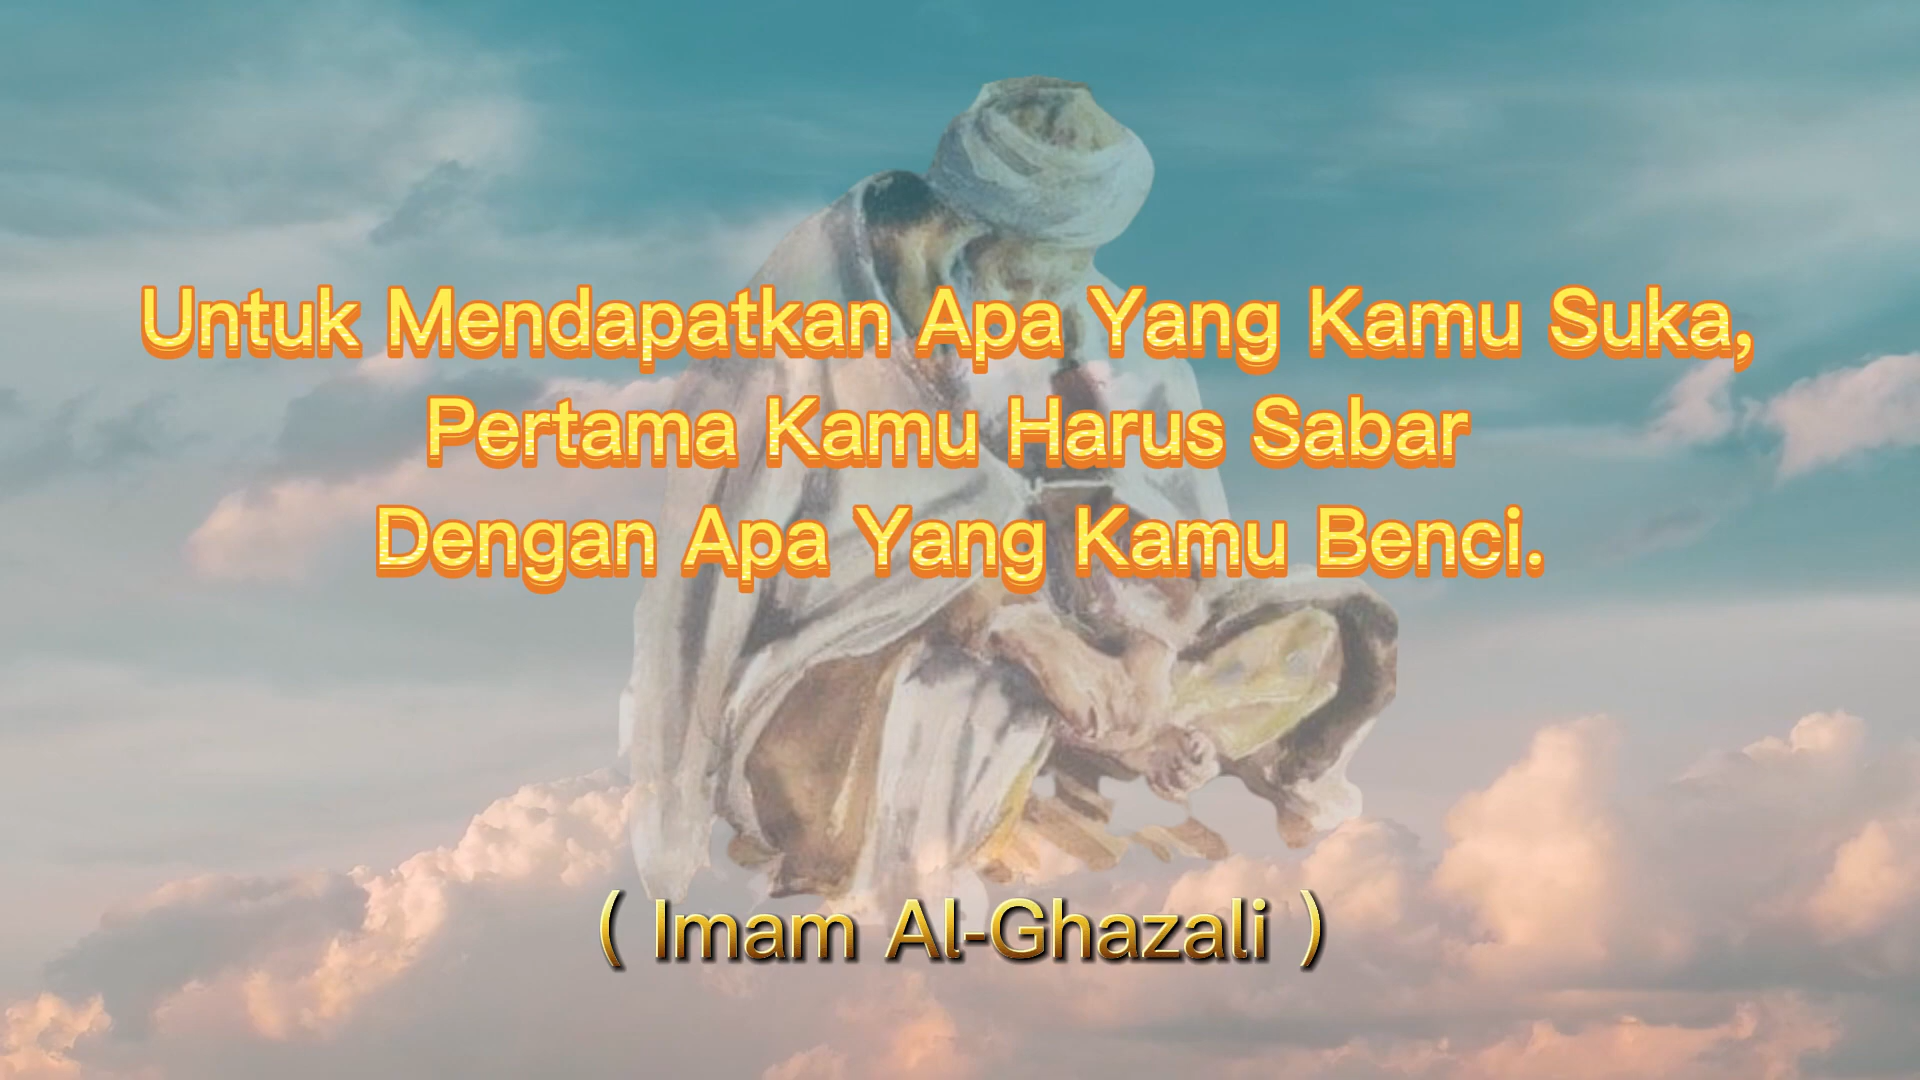 Untuk Mendapatkan Apa Yang Kamu Suka,
Pertama Kamu Harus Sabar
Dengan Apa Yang Kamu Benci.
( Imam Al-Ghazali )